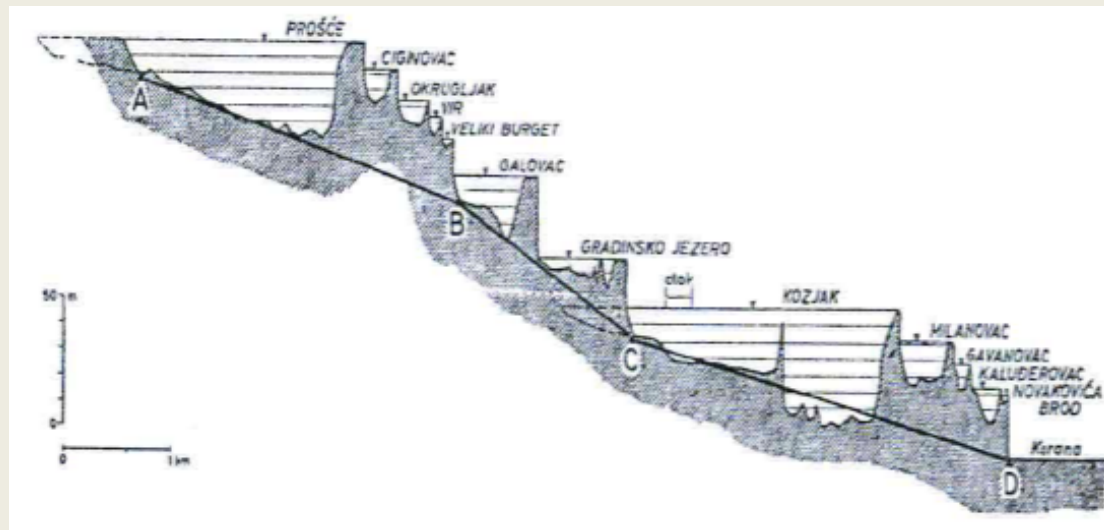 PROŠĆE
CIGINOVAC
OKRUGLJAK
VIR
VELIKI BURGET
A
GALOVAC
B
GRADINSKO JEZERO
otok
50 m
KOZJAK
MILANOVAC
C
GAVANOVAC
KALUĐEROVAC
NOVAKOVIĆA
BROD
0
Korana
0 1 km
D